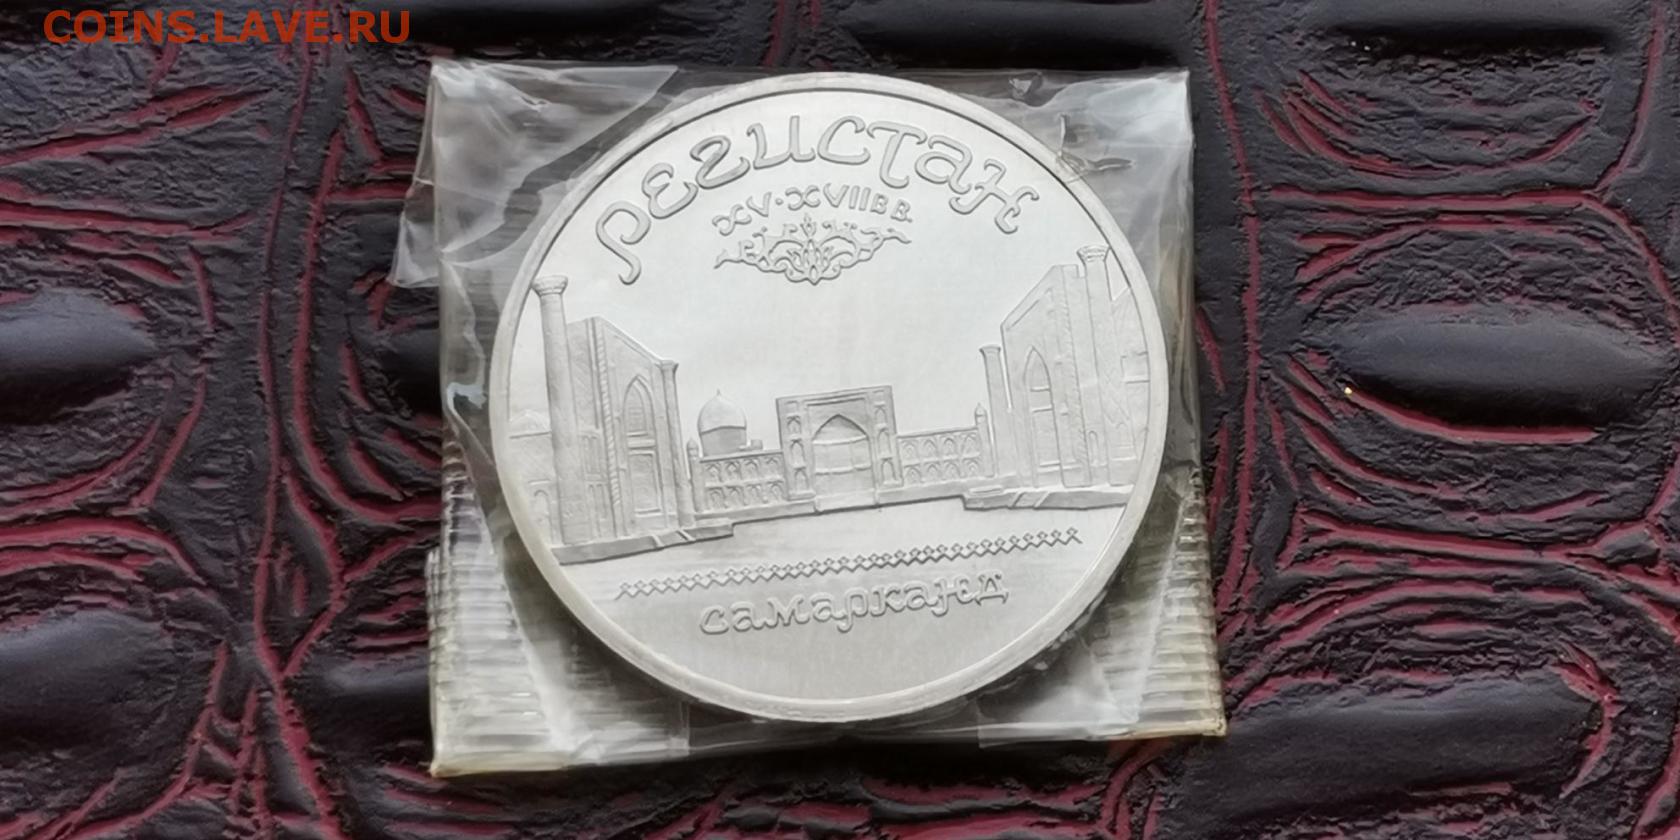 COINS.LAVE.RU
РЕГИСТАН
XV·XVIIВВ.
САМАРКАНД